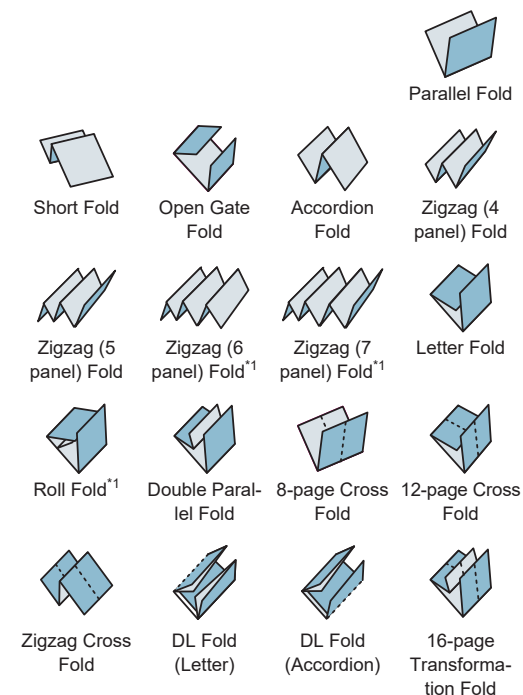 Parallel Fold
Short Fold
Open Gate
Fold
Accordion
Fold
Zigzag (4
panel) Fold
Zigzag (5
panel) Fold
Zigzag (6
panel) Fold*1
Zigzag (7
panel) Fold*1
Letter Fold
Roll Fold*1
Double Paral-
lel Fold
8-page Cross
Fold
12-page Cross
Fold
Zigzag Cross
Fold
DL Fold
(Letter)
DL Fold
(Accordion)
16-page
Transforma-
tion Fold